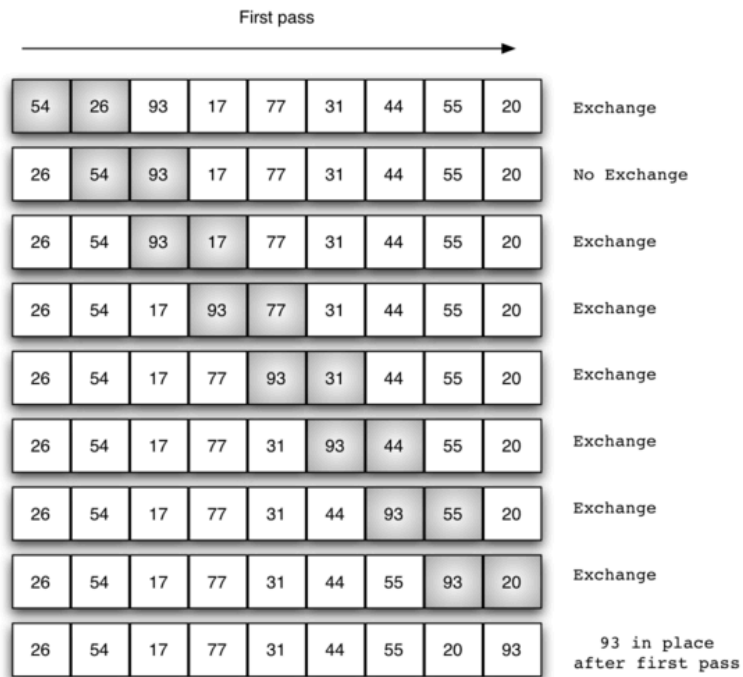 First pass
54 26 93 17 77 31 44 55 20 Exchange
26 54 93 17 77 31 44 55 20 No Exchange
26 54 93 17 77 31 44 55 20 Exchange
26 54 17 93 77 31 44 55 20 Exchange
26 54 17 77 93 31 44 55 20 Exchange
26 54 17 77 31 93 44 55 20 Exchange
26 54 17 77 31 44 93 55 20 Exchange
26 54 17 77 31 44 55 93 20 Exchange
26 54 17 77 31 44 55 20 93 93 in place
after first pass